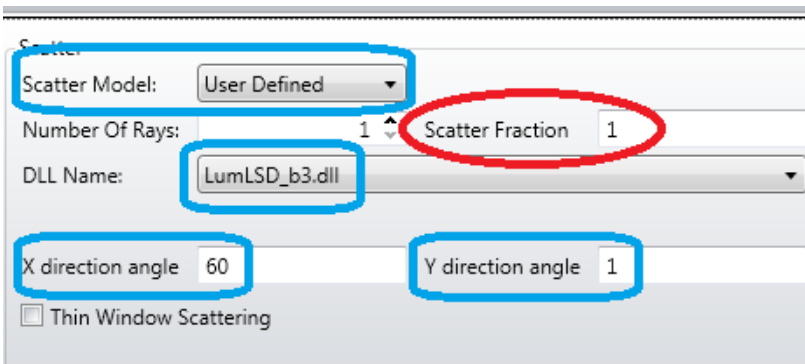 Scatter
Scatter Model: User Defined
Number Of Rays: 1 Scatter Fraction 1
DLL Name: LumLSD_b3.dll
X direction angle 60 Y direction angle 1
Thin Window Scattering